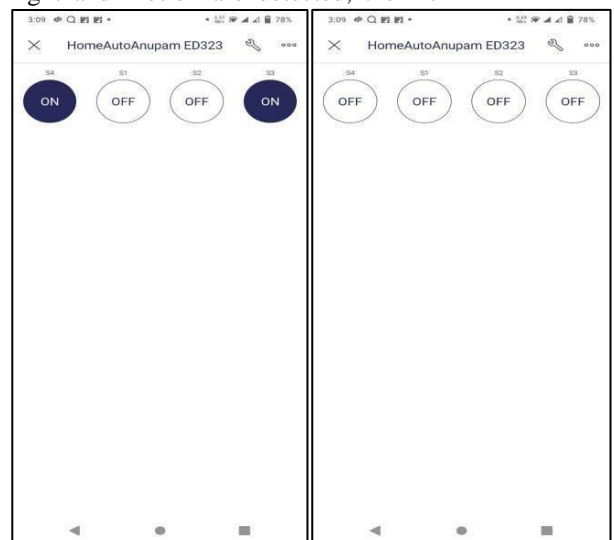 3:09 78%
HomeAutoAnupam ED323
S4 S1 S2 S3
ON OFF OFF ON
3:09 78%
HomeAutoAnupam ED323
S4 S1 S2 S3
OFF OFF OFF OFF